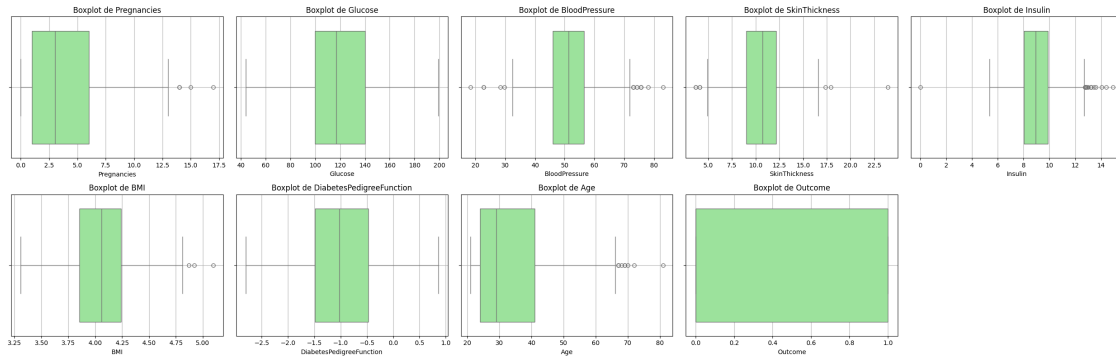 Boxplot de Pregnancies
0.0 2.5 5.0 7.5 10.0 12.5 15.0 17.5
Pregnancies
Boxplot de Glucose
40 60 80 100 120 140 160 180 200
Glucose
Boxplot de BloodPressure
20 30 40 50 60 70 80
BloodPressure
Boxplot de SkinThickness
5.0 7.5 10.0 12.5 15.0 17.5 20.0 22.5
SkinThickness
Boxplot de Insulin
0 2 4 6 8 10 12 14
Insulin
Boxplot de BMI
3.25 3.50 3.75 4.00 4.25 4.50 4.75 5.00
BMI
Boxplot de DiabetesPedigreeFunction
−2.5 −2.0 −1.5 −1.0 −0.5 0.0 0.5 1.0
DiabetesPedigreeFunction
Boxplot de Age
20 30 40 50 60 70 80
Age
Boxplot de Outcome
0.0 0.2 0.4 0.6 0.8 1.0
Outcome